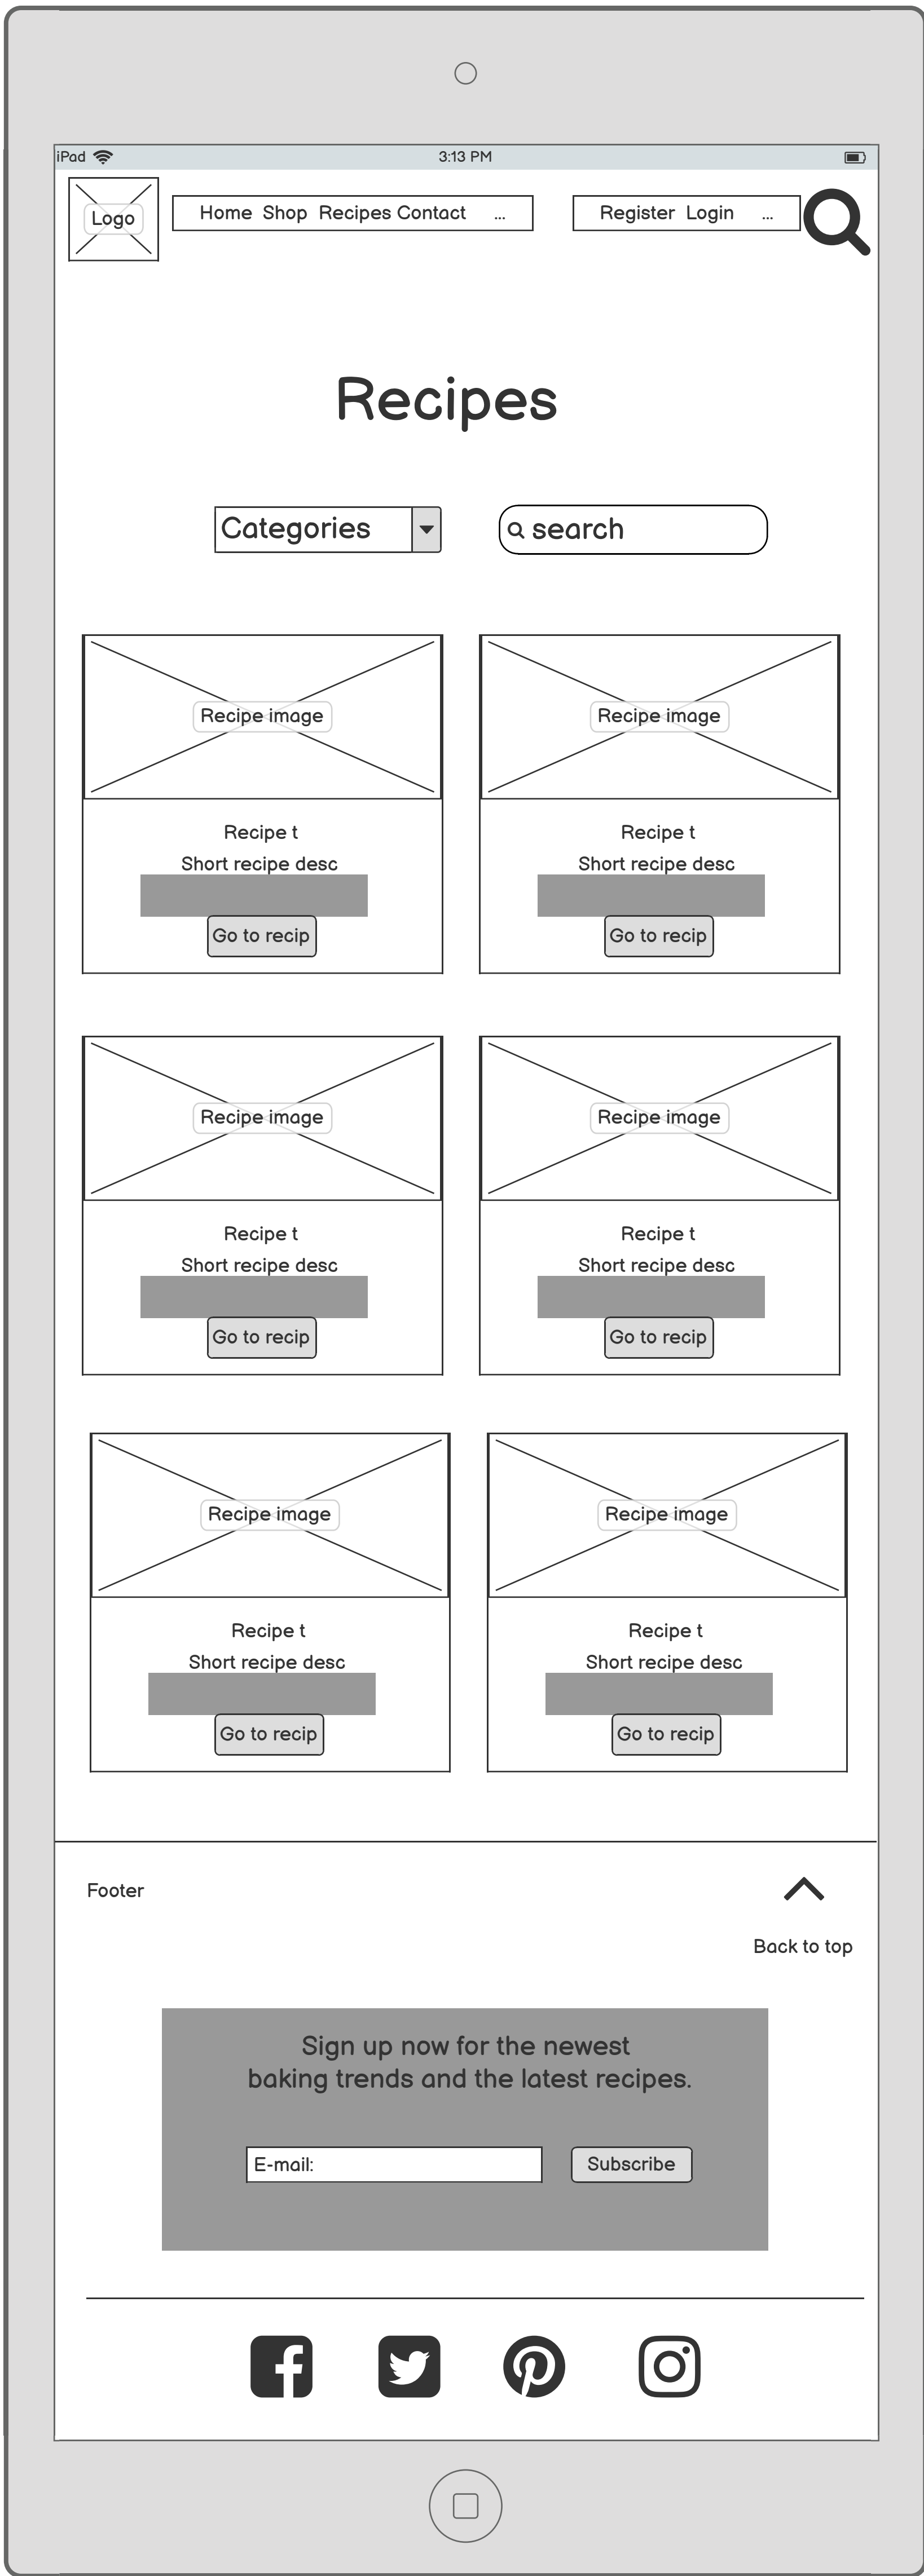 iPad 3:13 PM
Logo
Home Shop Recipes Contact ...
Register Login ...
Recipes
Categories
search
Recipe image
Recipe t
Short recipe desc
Go to recip
Recipe image
Recipe t
Short recipe desc
Go to recip
Recipe image
Recipe t
Short recipe desc
Go to recip
Recipe image
Recipe t
Short recipe desc
Go to recip
Recipe image
Recipe t
Short recipe desc
Go to recip
Recipe image
Recipe t
Short recipe desc
Go to recip
Footer
Back to top
Sign up now for the newest
baking trends and the latest recipes.
E-mail:
Subscribe